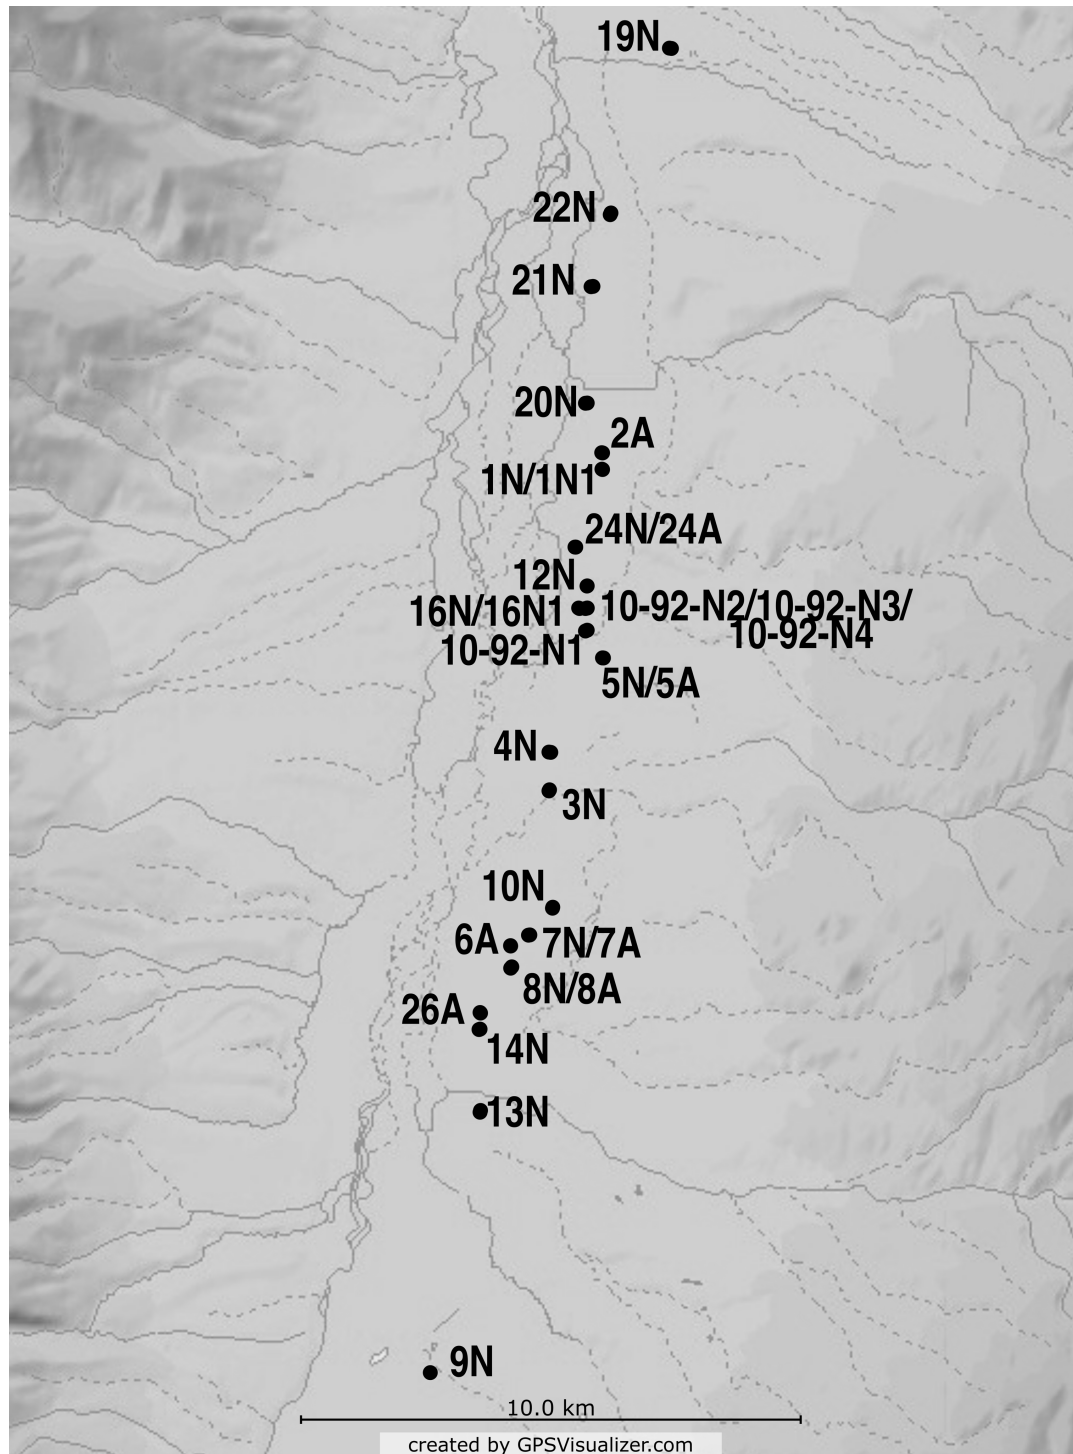 19N
22N
21N
20N
2A
1N/1N1
24N/24A
12N
16N/16N1
10-92-N2/10-92-N3/
10-92-N4
10-92-N1
5N/5A
4N
3N
10N
6A
7N/7A
8N/8A
26A
14N
13N
9N
10.0 km
created by GPSVisualizer.com